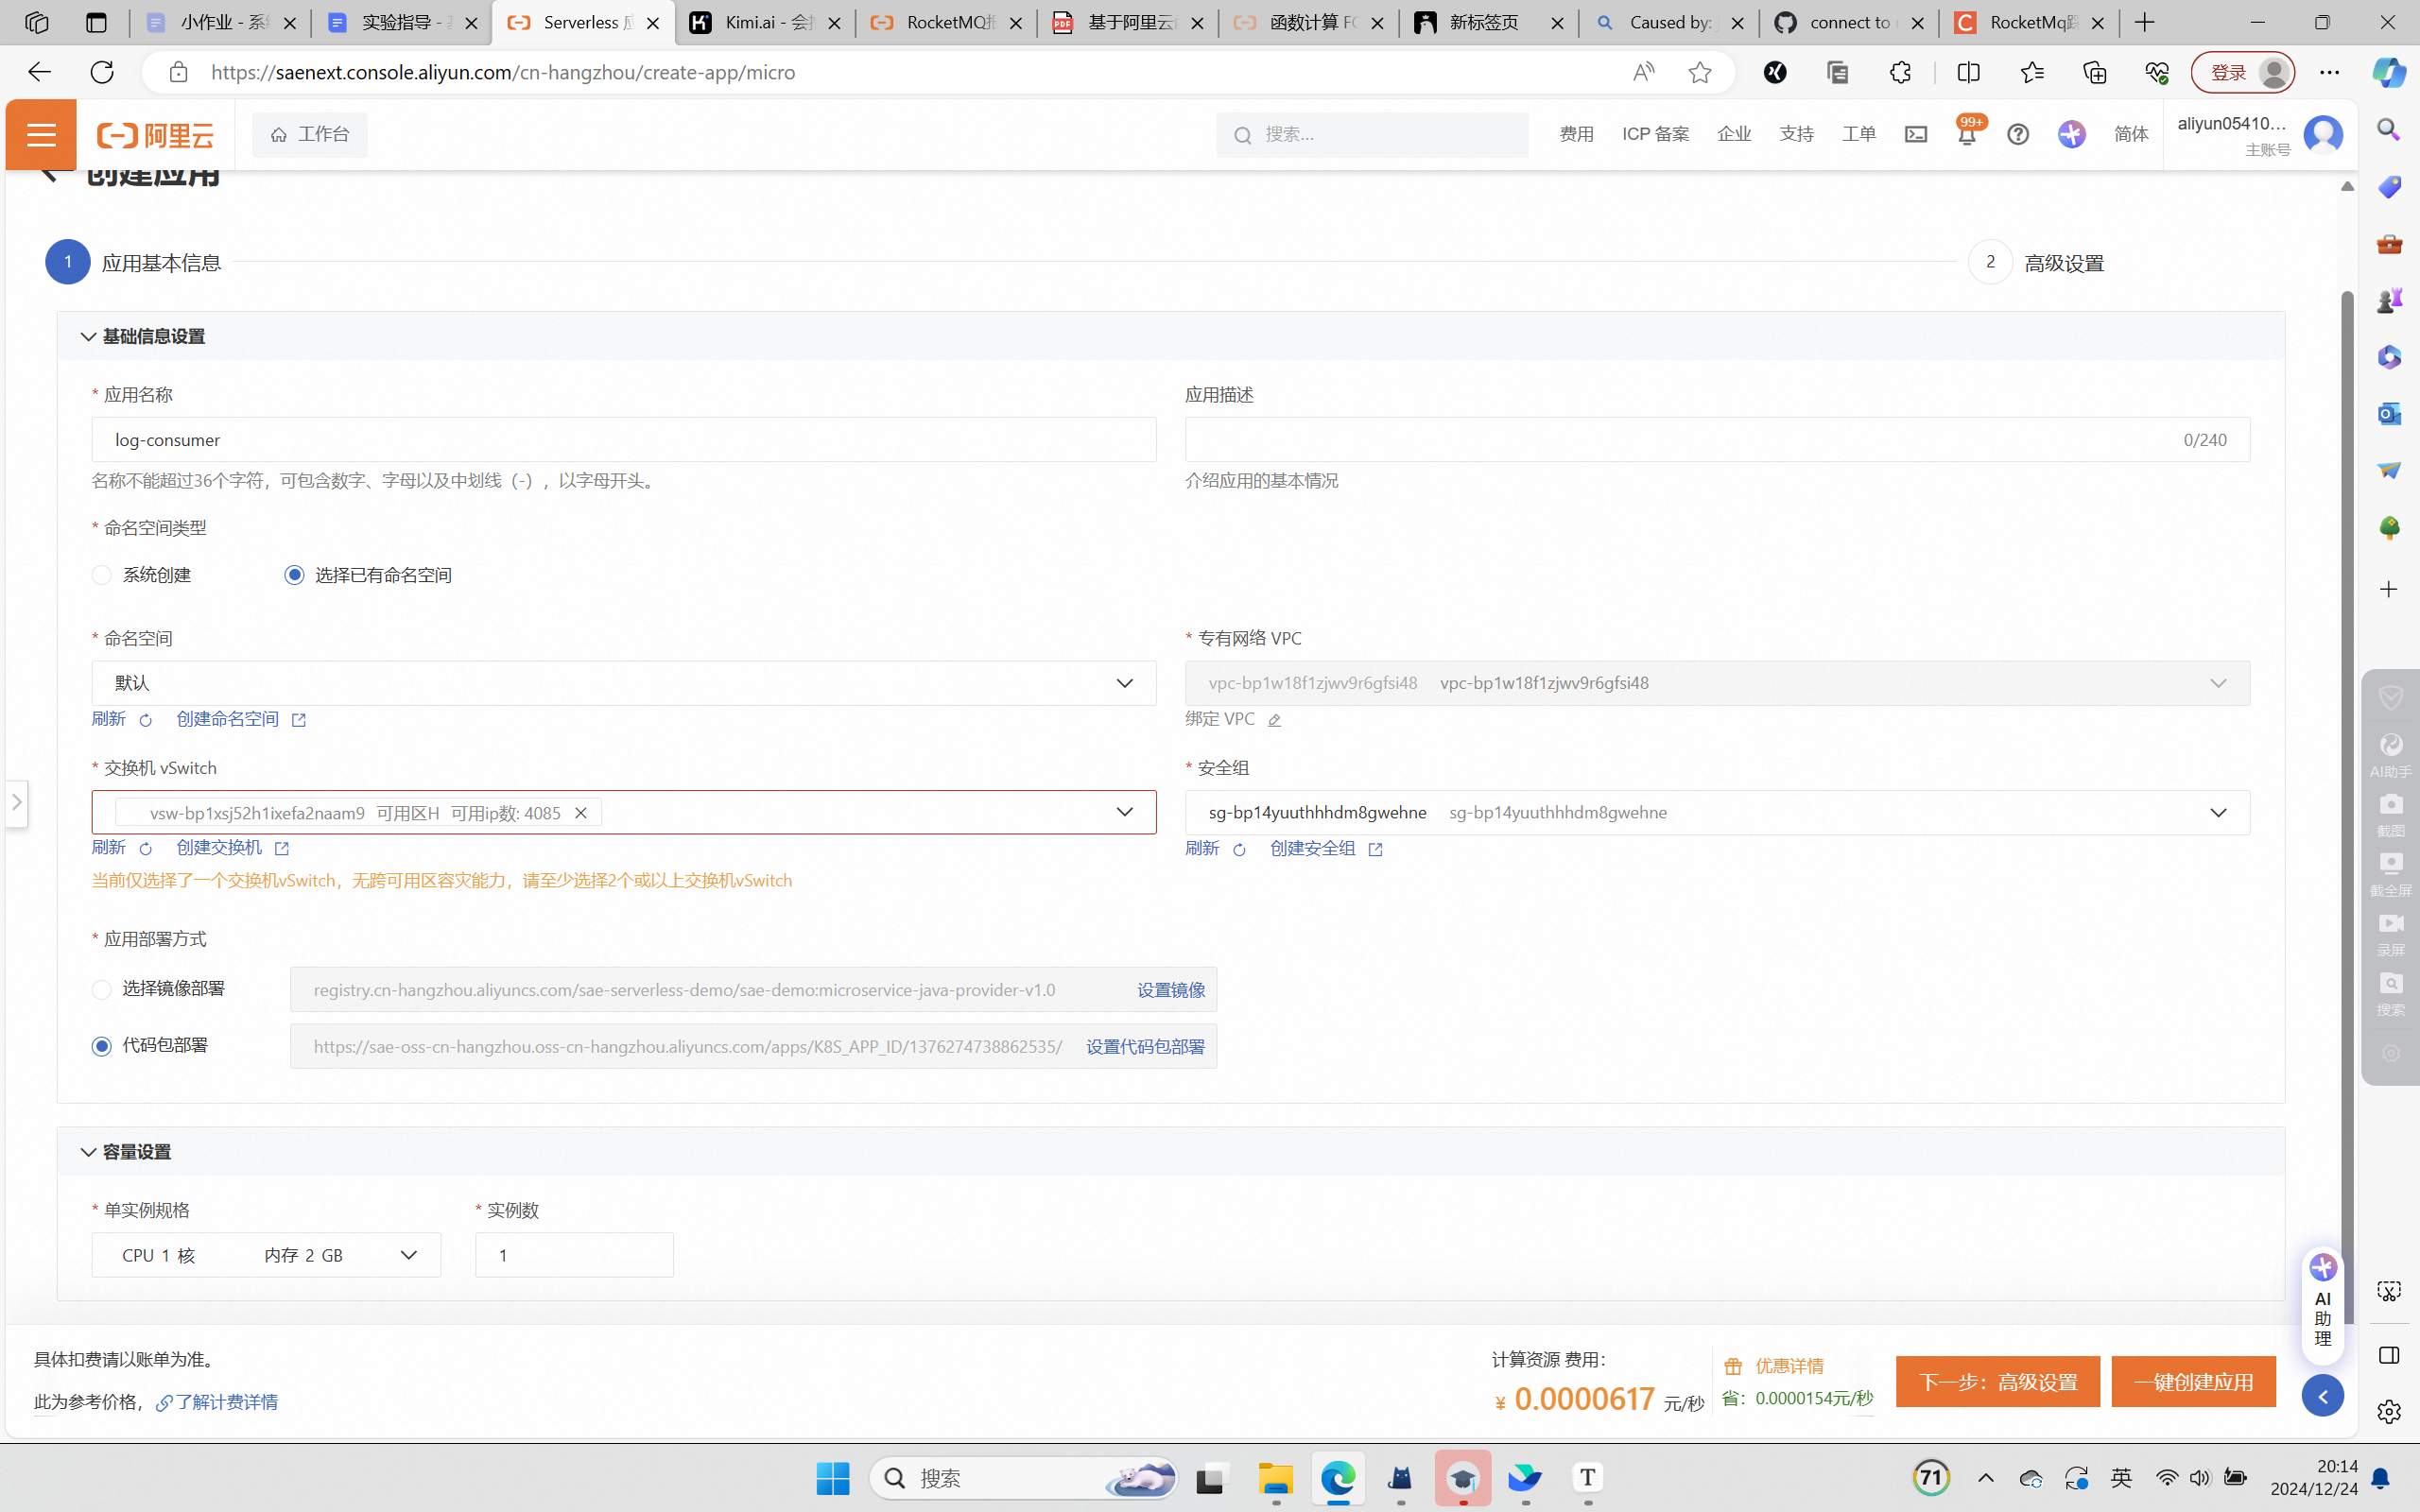 小作业 - 系统
实验指导 - 基
Serverless 应
Kimi.ai - 会
RocketMQ报
基于阿里云
函数计算 FC
新标签页
Caused by:
connect to
RocketMq踩
https://saenext.console.aliyun.com/cn-hangzhou/create-app/micro
登录
阿里云
工作台
搜索...
费用
ICP 备案
企业
支持
工单
99+
简体
aliyun05410...
主账号
创建应用
1
应用基本信息
2
高级设置
基础信息设置
* 应用名称
应用描述
log-consumer
0/240
名称不能超过36个字符，可包含数字、字母以及中划线（-），以字母开头。
介绍应用的基本情况
* 命名空间类型
系统创建
选择已有命名空间
* 命名空间
* 专有网络 VPC
默认
vpc-bp1w18f1zjwv9r6gfsi48 vpc-bp1w18f1zjwv9r6gfsi48
刷新 创建命名空间
绑定 VPC
* 交换机 vSwitch
* 安全组
vsw-bp1xsj52h1ixefa2naam9 可用区H 可用ip数: 4085
sg-bp14yuuthhhdm8gwehne sg-bp14yuuthhhdm8gwehne
刷新 创建交换机
刷新 创建安全组
当前仅选择了一个交换机vSwitch，无跨可用区容灾能力，请至少选择2个或以上交换机vSwitch
* 应用部署方式
选择镜像部署
registry.cn-hangzhou.aliyuncs.com/sae-serverless-demo/sae-demo:microservice-java-provider-v1.0
设置镜像
代码包部署
https://sae-oss-cn-hangzhou.oss-cn-hangzhou.aliyuncs.com/apps/K8S_APP_ID/1376274738862535/
设置代码包部署
容量设置
* 单实例规格
* 实例数
CPU 1 核 内存 2 GB
1
具体扣费请以账单为准。
此为参考价格，
了解计费详情
计算资源 费用：
¥ 0.0000617 元/秒
优惠详情
省：0.0000154元/秒
下一步：高级设置
一键创建应用
AI
助
理
AI助手
截图
截全屏
录屏
搜索
搜索
71
英
20:14
2024/12/24